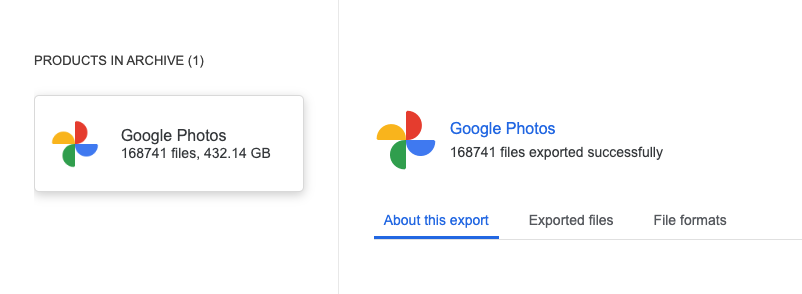 PRODUCTS IN ARCHIVE (1)
Google Photos
168741 files, 432.14 GB
Google Photos
168741 files exported successfully
About this export
Exported files
File formats